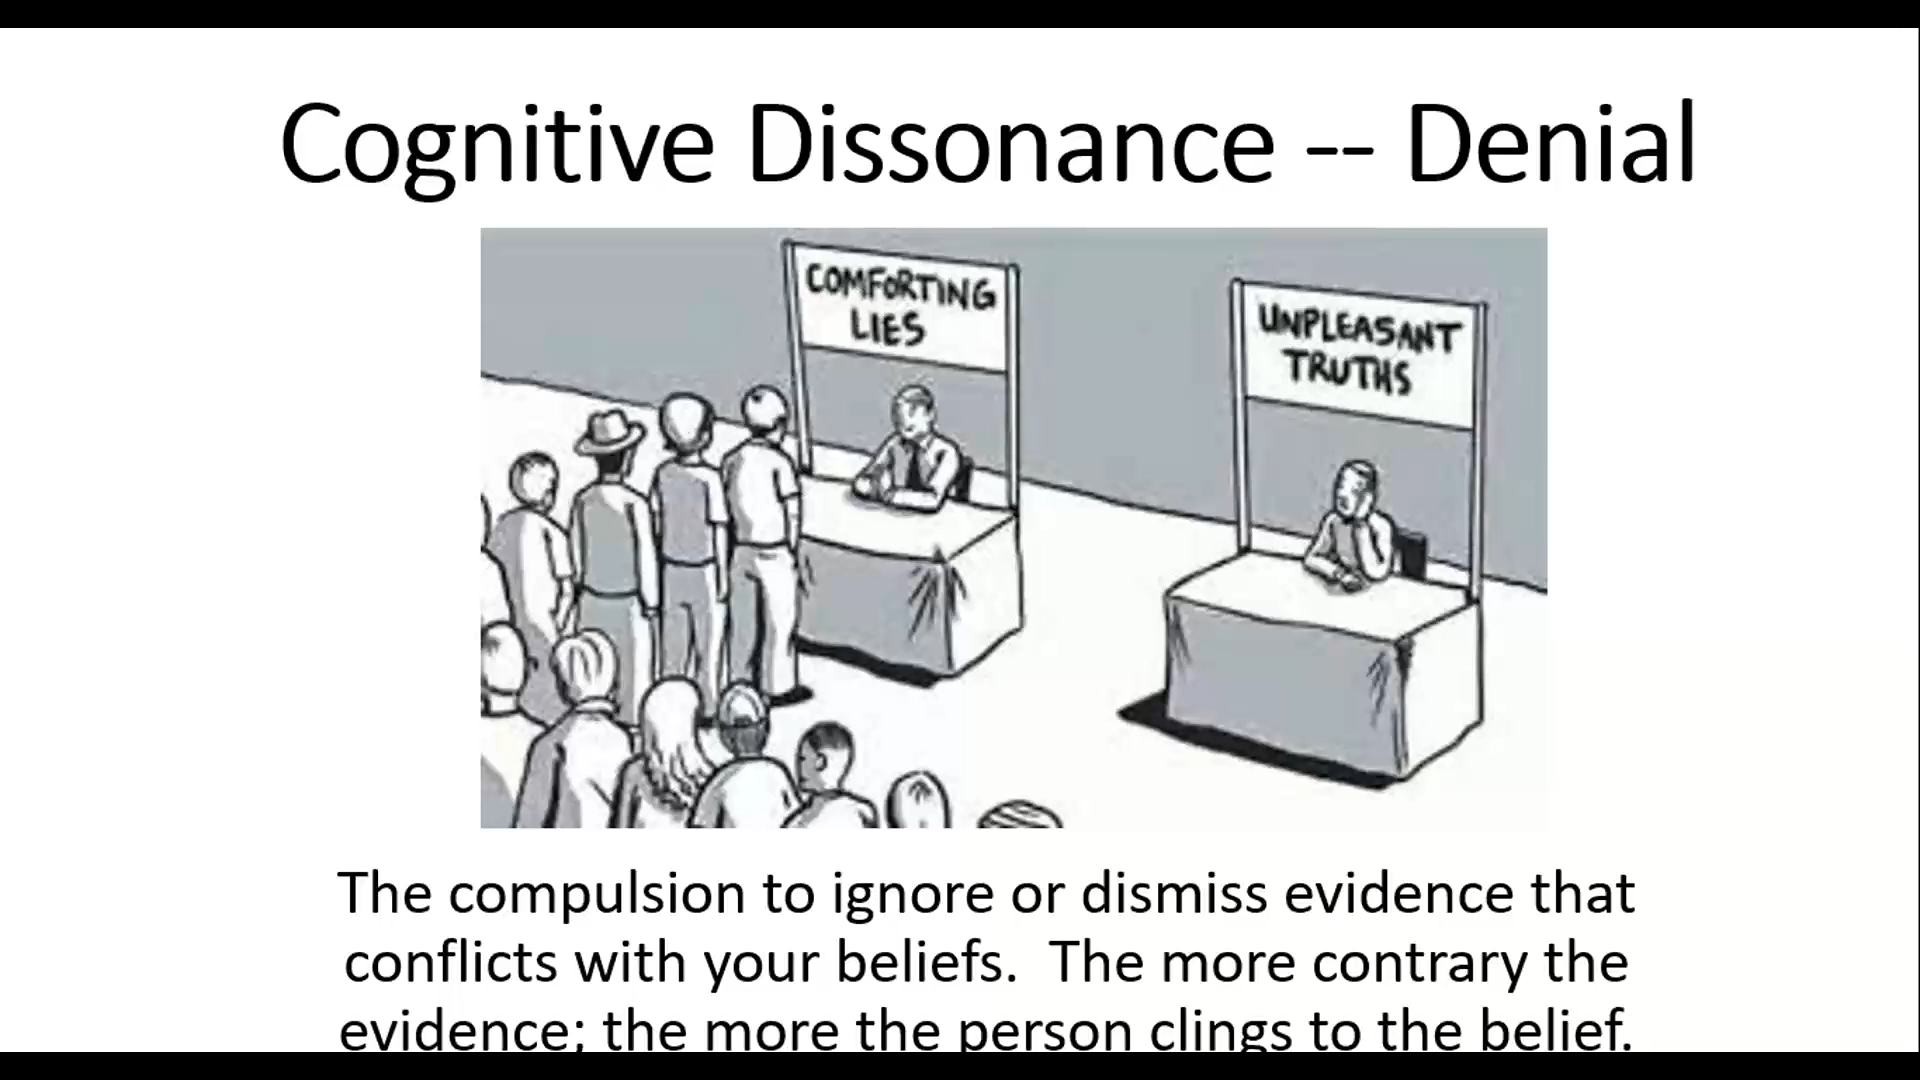 Cognitive Dissonance -- Denial
COMFORTING
LIES
UNPLEASANT
TRUTHS
The compulsion to ignore or dismiss evidence that
conflicts with your beliefs.  The more contrary the
evidence; the more the person clings to the belief.